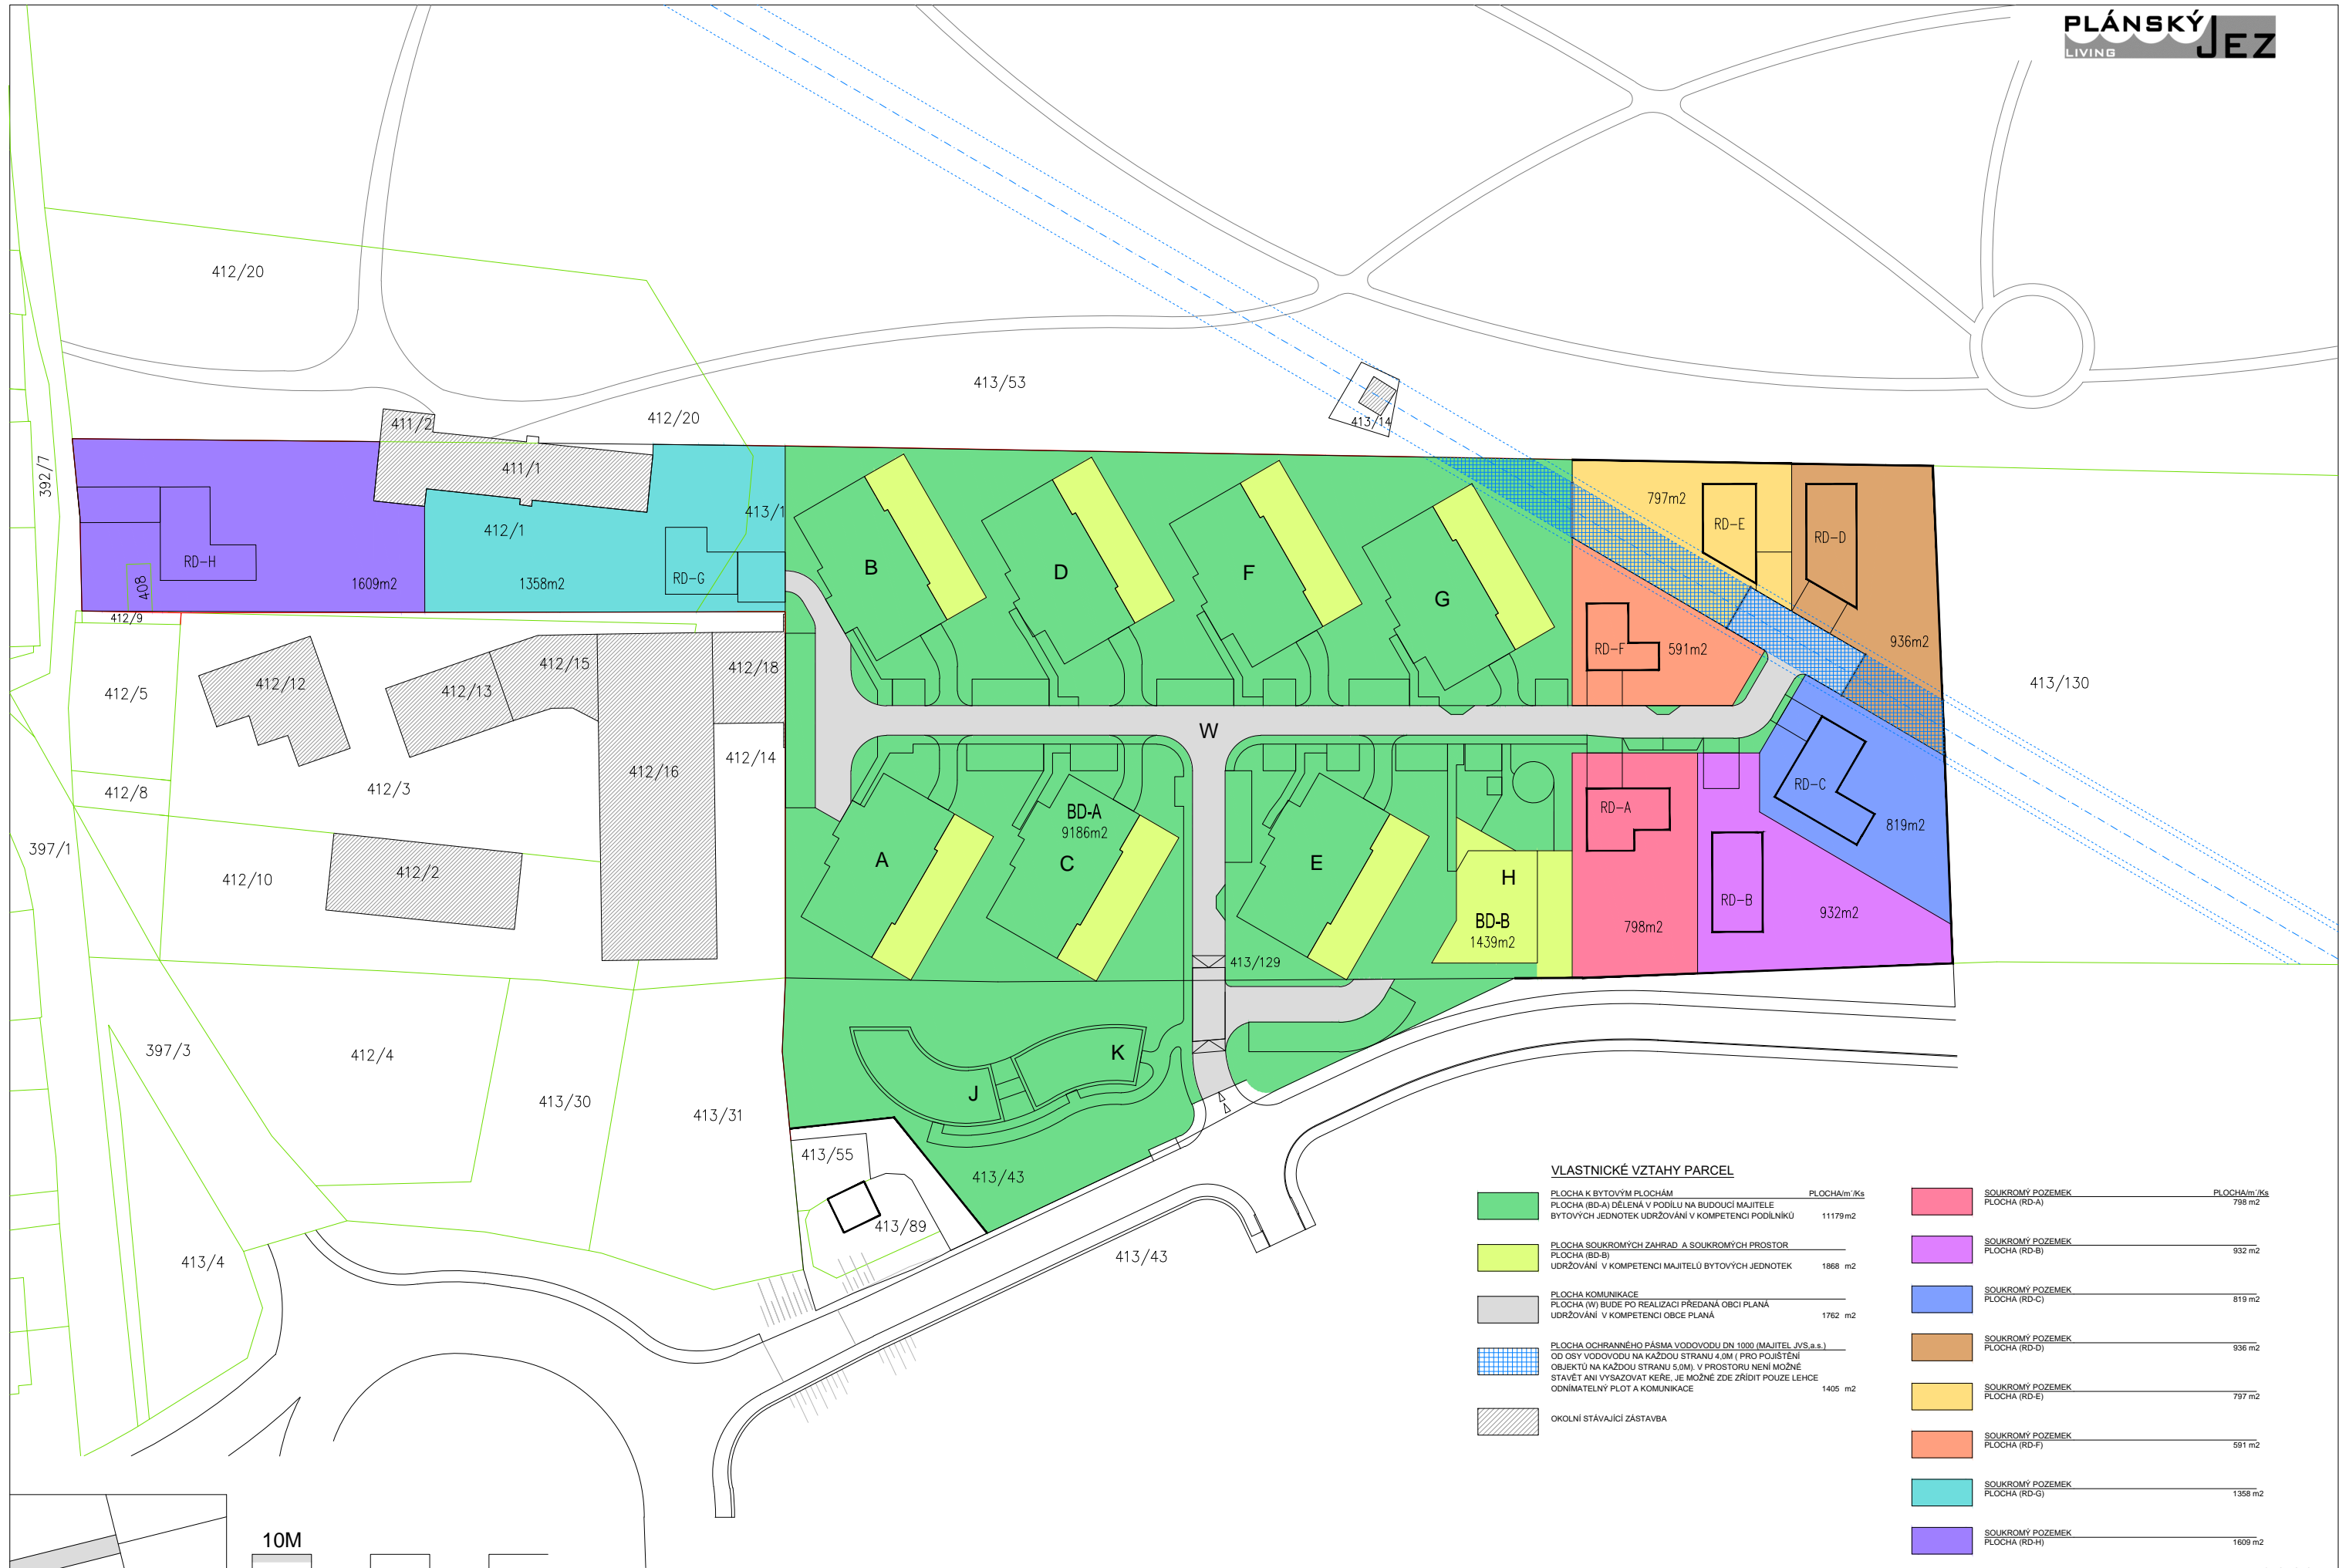 PLÁNSKÝ
LIVING
JEZ
412/20
413/53
412/20
413/14
411/2
411/1
392/7
413/1
412/1
797m2
RD-E
RD-D
B
D
F
G
RD-H
408
1609m2
1358m2
RD-G
RD-F
591m2
936m2
412/9
412/5
412/12
412/13
412/15
412/18
413/130
W
412/14
412/16
412/3
412/8
RD-C
BD-A
9186m2
RD-A
819m2
397/1
A
C
E
412/2
412/10
H
RD-B
932m2
BD-B
1439m2
798m2
413/129
397/3
412/4
K
J
413/30
413/31
413/55
413/43
413/89
413/43
413/4
10M
VLASTNICKÉ VZTAHY PARCEL
PLOCHA K BYTOVÝM PLOCHÁM PLOCHA/m´/Ks
PLOCHA (BD-A) DĚLENÁ V PODÍLU NA BUDOUCÍ MAJITELE
BYTOVÝCH JEDNOTEK UDRŽOVÁNÍ V KOMPETENCI PODÍLNÍKŮ 11179m2
PLOCHA SOUKROMÝCH ZAHRAD A SOUKROMÝCH PROSTOR
PLOCHA (BD-B)
UDRŽOVÁNÍ V KOMPETENCI MAJITELŮ BYTOVÝCH JEDNOTEK 1868 m2
PLOCHA KOMUNIKACE
PLOCHA (W) BUDE PO REALIZACI PŘEDANÁ OBCI PLANÁ
UDRŽOVÁNÍ V KOMPETENCI OBCE PLANÁ 1762 m2
PLOCHA OCHRANNÉHO PÁSMA VODOVODU DN 1000 (MAJITEL JVS,a.s.)
OD OSY VODOVODU NA KAŽDOU STRANU 4,0M ( PRO POJIŠTĚNÍ
OBJEKTŮ NA KAŽDOU STRANU 5,0M). V PROSTORU NENÍ MOŽNÉ
STAVĚT ANI VYSAZOVAT KEŘE, JE MOŽNÉ ZDE ZŘÍDIT POUZE LEHCE
ODNÍMATELNÝ PLOT A KOMUNIKACE 1405 m2
OKOLNÍ STÁVAJÍCÍ ZÁSTAVBA
SOUKROMÝ POZEMEK PLOCHA/m´/Ks
PLOCHA (RD-A) 798 m2
SOUKROMÝ POZEMEK
PLOCHA (RD-B) 932 m2
SOUKROMÝ POZEMEK
PLOCHA (RD-C) 819 m2
SOUKROMÝ POZEMEK
PLOCHA (RD-D) 936 m2
SOUKROMÝ POZEMEK
PLOCHA (RD-E) 797 m2
SOUKROMÝ POZEMEK
PLOCHA (RD-F) 591 m2
SOUKROMÝ POZEMEK
PLOCHA (RD-G) 1358 m2
SOUKROMÝ POZEMEK
PLOCHA (RD-H) 1609 m2